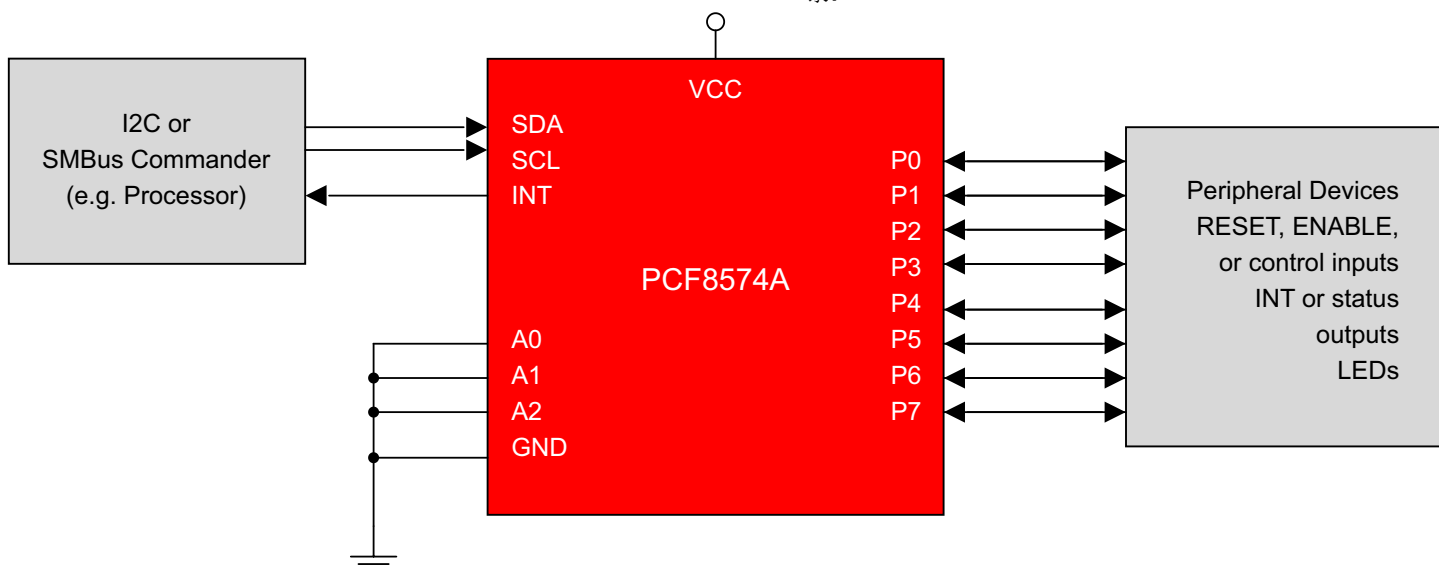 VCC
I2C or
SMBus Commander
(e.g. Processor)
SDA
SCL
INT
P0
P1
P2
P3
P4
P5
P6
P7
PCF8574A
A0
A1
A2
GND
Peripheral Devices
RESET, ENABLE,
or control inputs
INT or status
outputs
LEDs